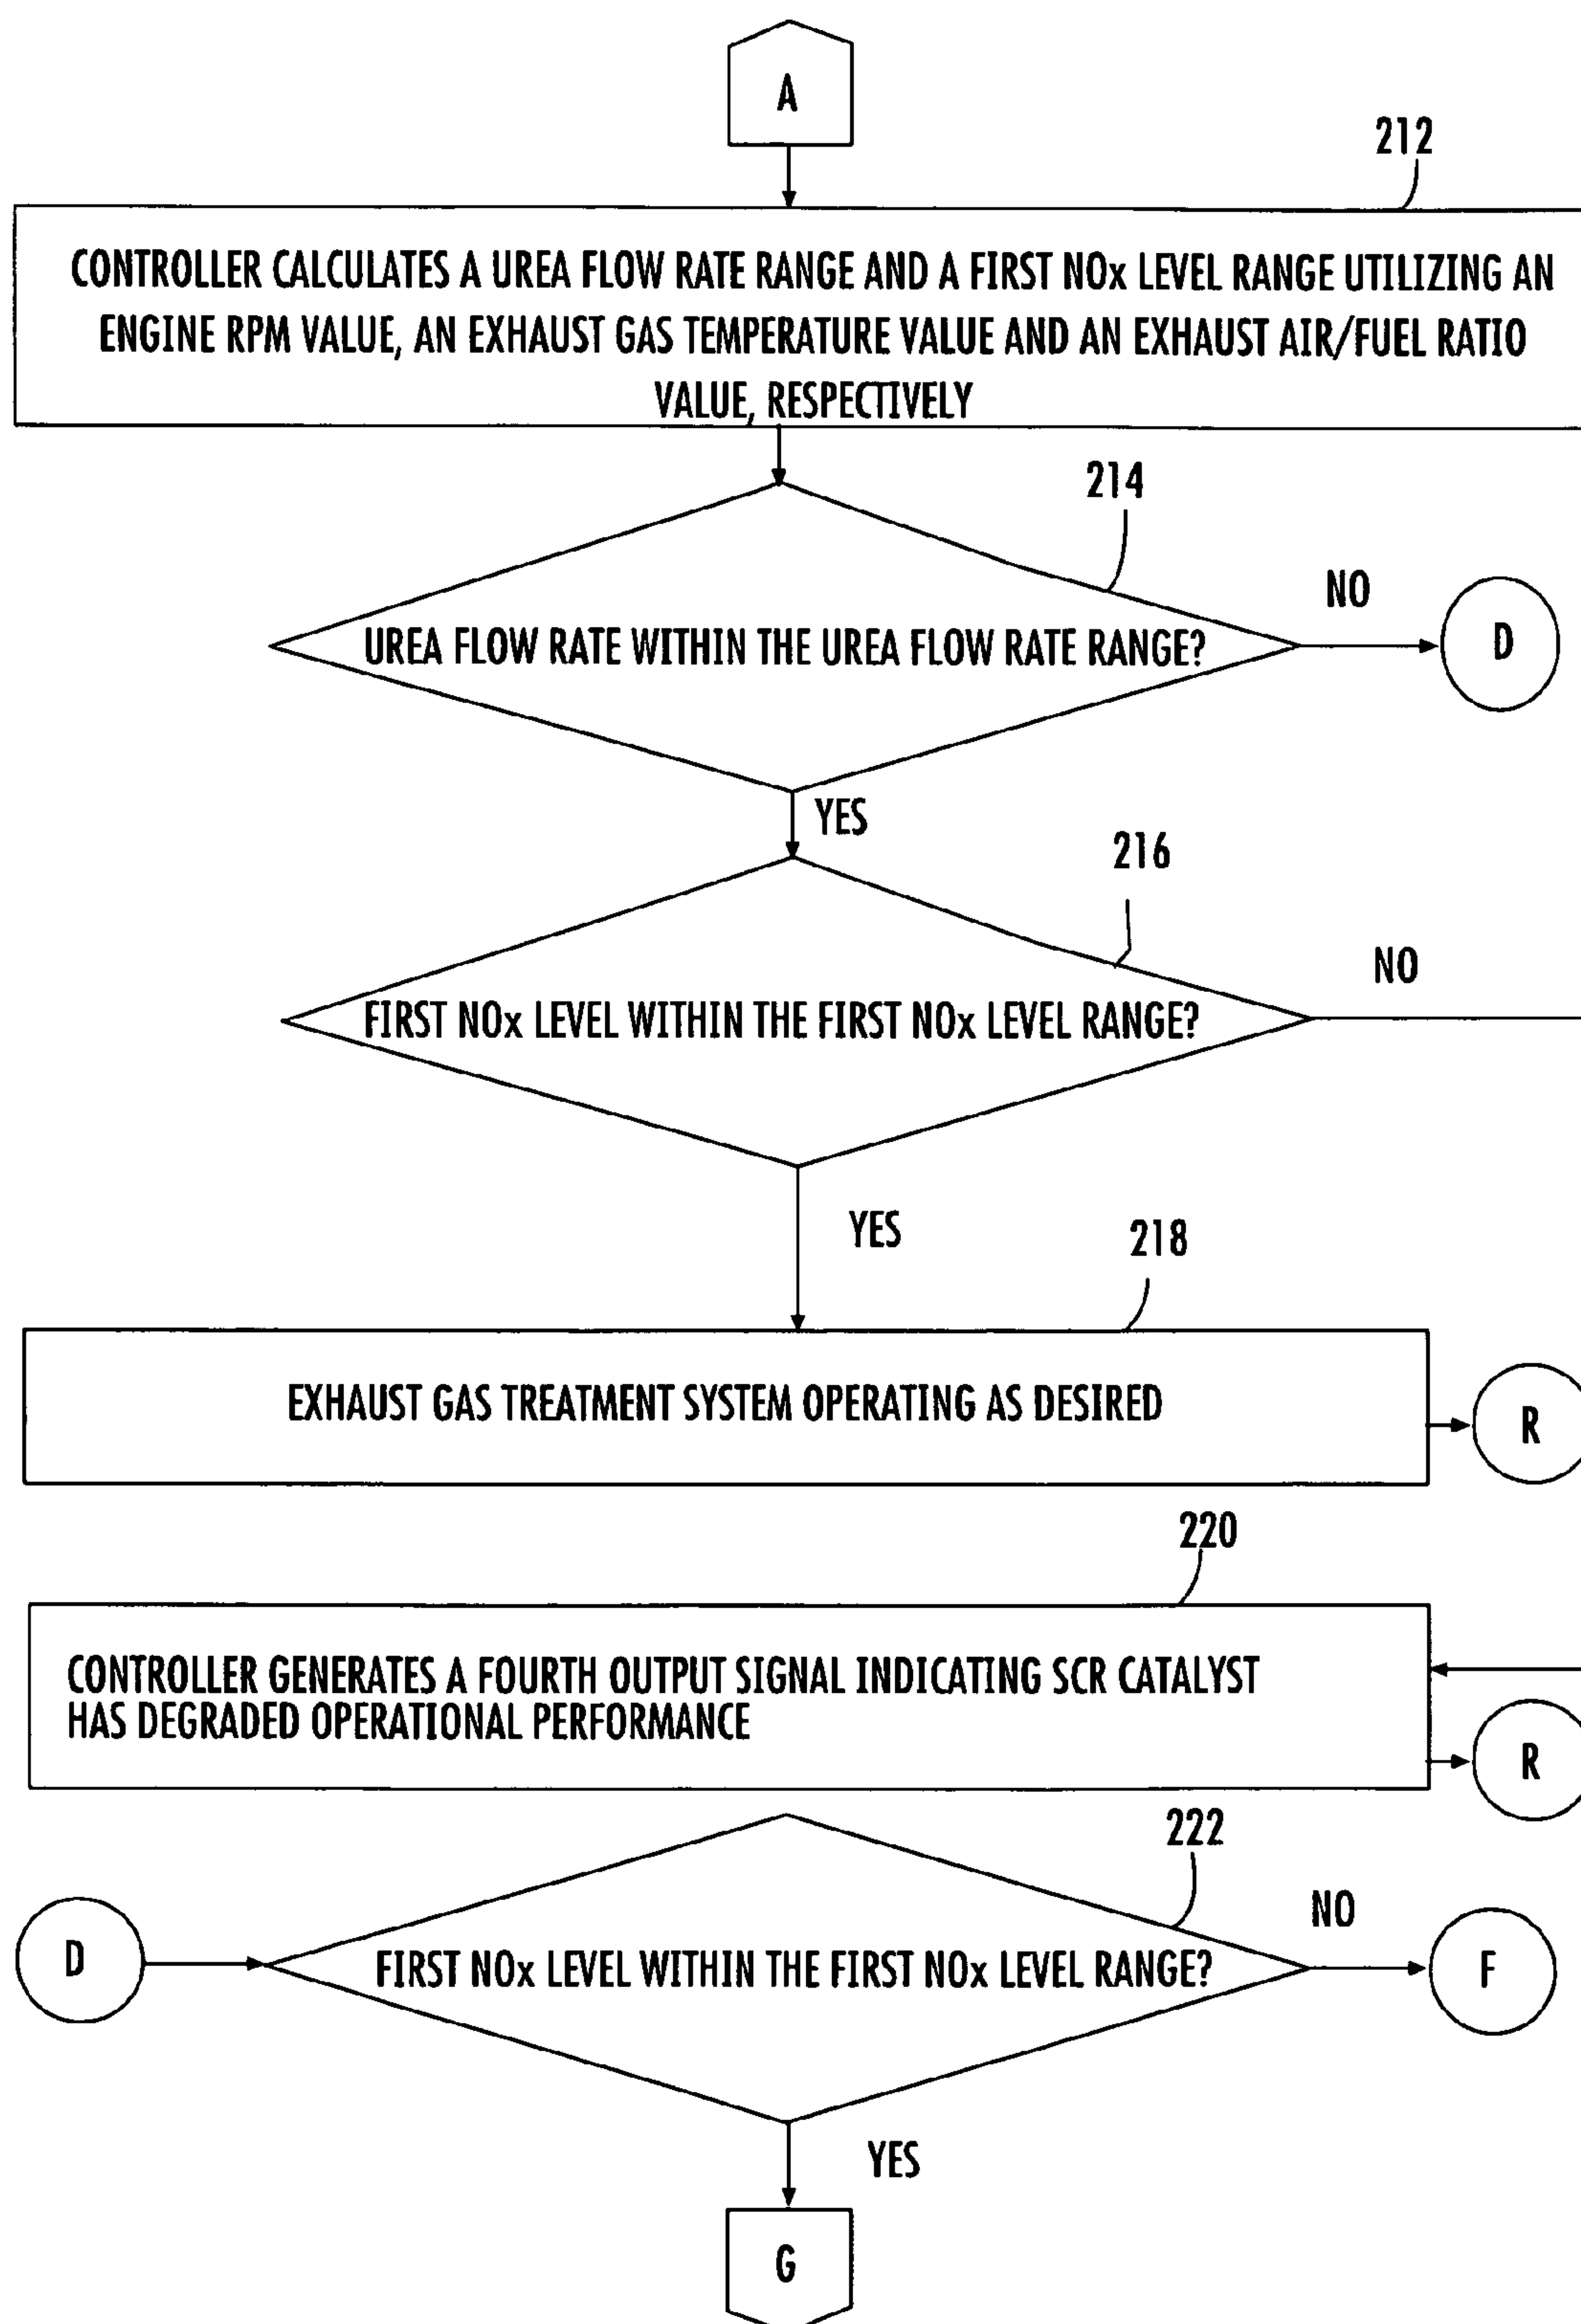 A
212
CONTROLLER CALCULATES A UREA FLOW RATE RANGE AND A FIRST NOx LEVEL RANGE UTILIZING AN
ENGINE RPM VALUE, AN EXHAUST GAS TEMPERATURE VALUE AND AN EXHAUST AIR/FUEL RATIO
VALUE, RESPECTIVELY
214
NO
UREA FLOW RATE WITHIN THE UREA FLOW RATE RANGE?
D
YES
216
NO
FIRST NOx LEVEL WITHIN THE FIRST NOx LEVEL RANGE?
YES
218
EXHAUST GAS TREATMENT SYSTEM OPERATING AS DESIRED
R
220
CONTROLLER GENERATES A FOURTH OUTPUT SIGNAL INDICATING SCR CATALYST
HAS DEGRADED OPERATIONAL PERFORMANCE
R
222
NO
D
FIRST NOx LEVEL WITHIN THE FIRST NOx LEVEL RANGE?
F
YES
G